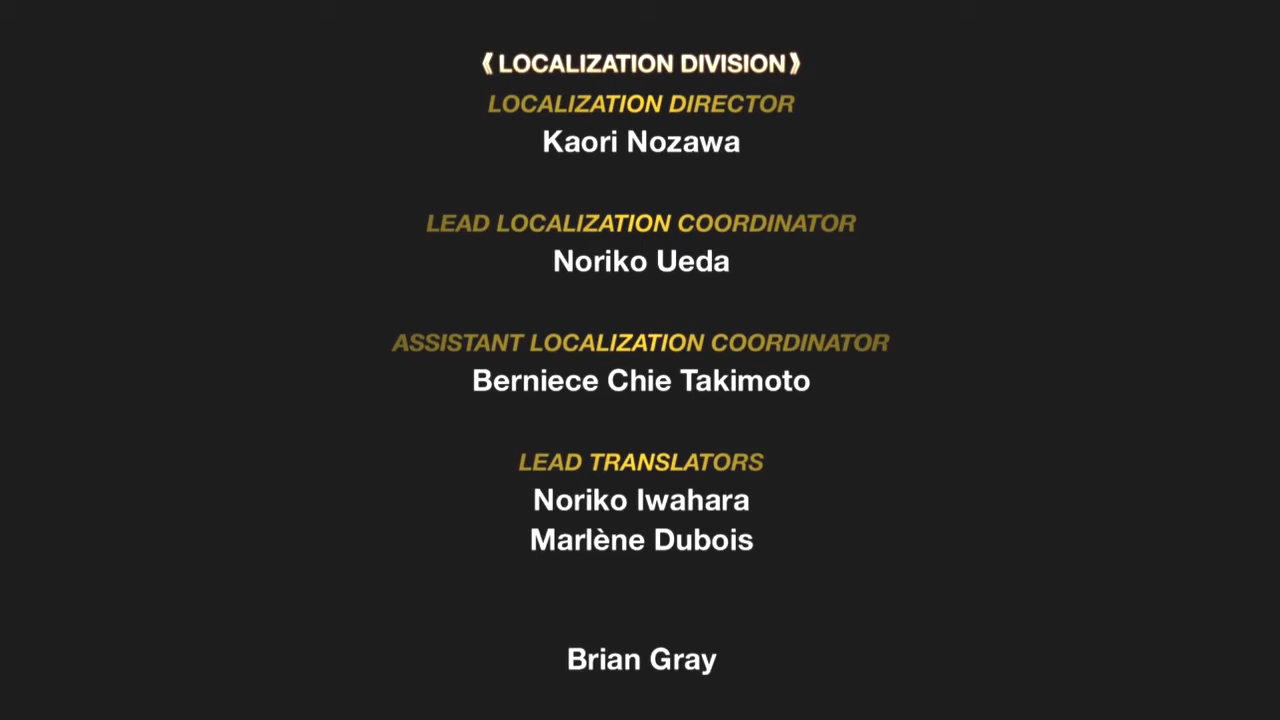 《LOCALIZATION DIVISION》
LOCALIZATION DIRECTOR
Kaori Nozawa
LEAD LOCALIZATION COORDINATOR
Noriko Ueda
ASSISTANT LOCALIZATION COORDINATOR
Berniece Chie Takimoto
LEAD TRANSLATORS
Noriko Iwahara
Marlène Dubois
Brian Gray